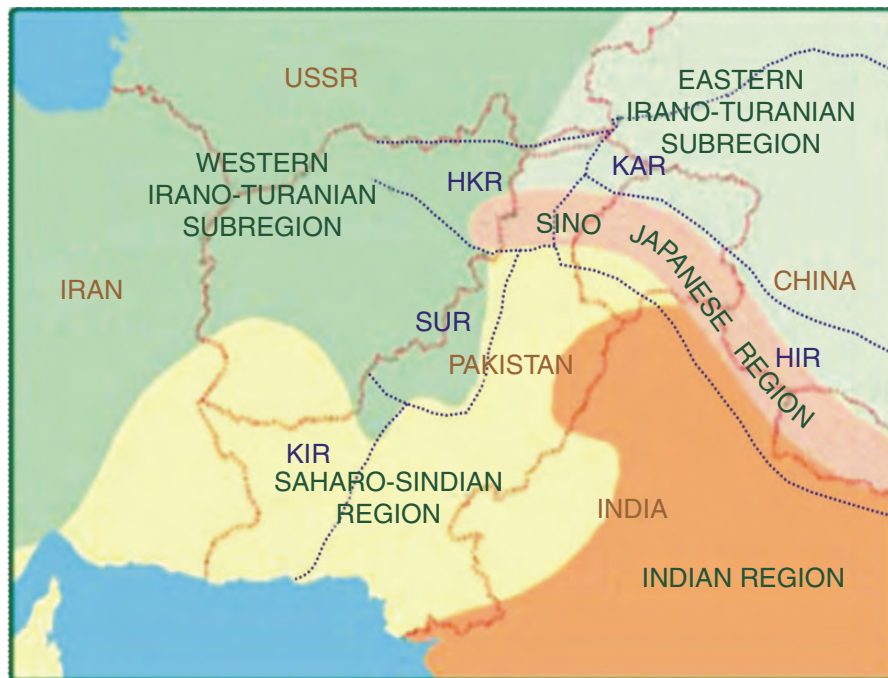 USSR
EASTERN
IRANO-TURANIAN
SUBREGION
WESTERN
IRANO-TURANIAN
SUBREGION
HKR
KAR
SINO
JAPANESE
REGION
IRAN
CHINA
SUR
PAKISTAN
HIR
KIR
SAHARO-SINDIAN
REGION
INDIA
INDIAN REGION